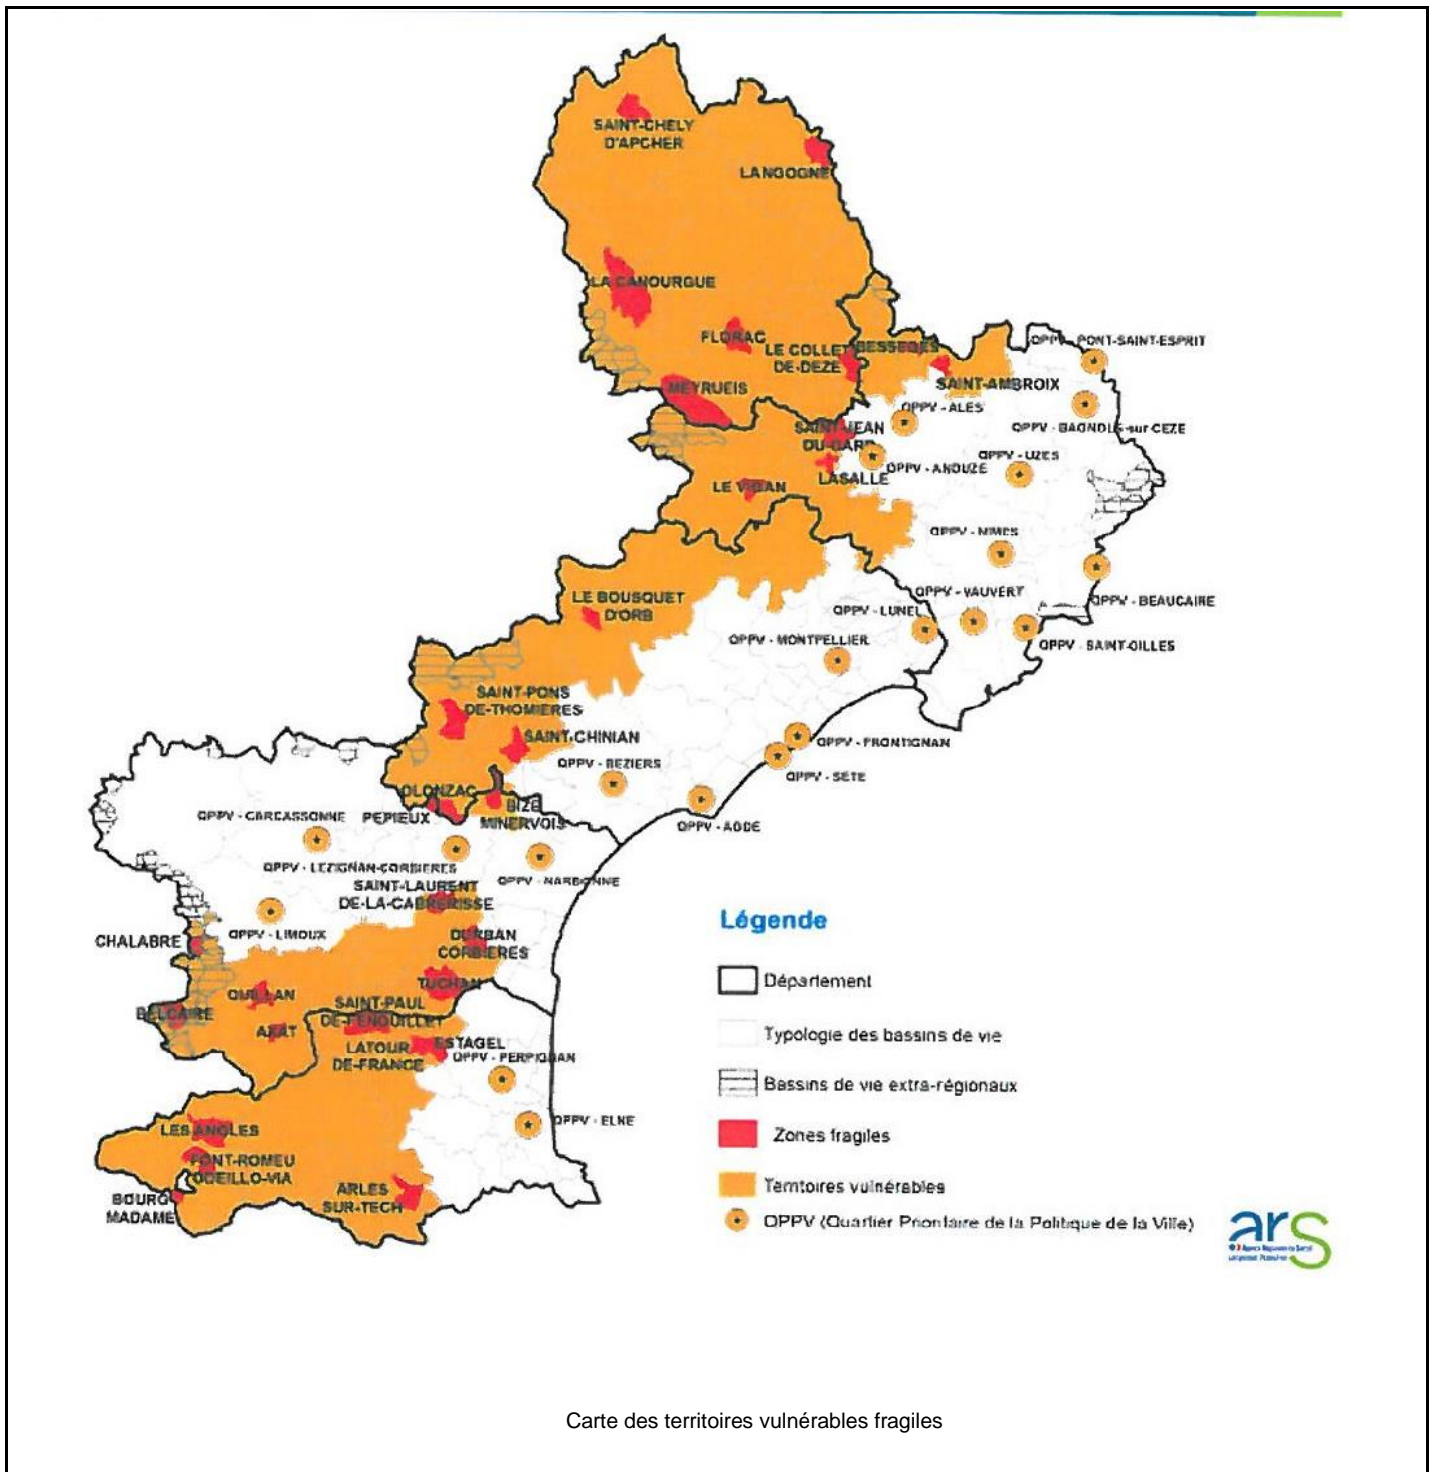 SAINT-CHELY
D'APCHER
LANGOGNE
LA CANOURGUE
FLORAC
LE COLLET
DE-DEZE
BESSEGES
MEYRUEIS
SAINT-AMBROIX
QPPV - PONT-SAINT-ESPRIT
QPPV - BAGNOLS-sur-CEZE
QPPV - ALES
SAINT-JEAN
DU-GARD
QPPV - ANDUZE
QPPV - UZES
LASALLE
LE VIGAN
QPPV - NIMES
QPPV - VAUVERT
QPPV - BEAUCAIRE
QPPV - LUNEL
QPPV - SAINT-GILLES
LE BOUSQUET
D'ORB
QPPV - MONTPELLIER
SAINT-PONS
DE-THOMIERES
SAINT-CHINIAN
QPPV - BEZIERS
QPPV - FRONTIGNAN
QPPV - SETE
QPPV - AGDE
OLONZAC
PEPIEUX
BIZE
MINERVOIS
QPPV - CARCASSONNE
QPPV - LEZIGNAN-CORBIERES
QPPV - NARBONNE
SAINT-LAURENT
DE-LA-CABRERISSE
QPPV - LIMOUX
CHALABRE
DURBAN
CORBIERES
TUCHAN
QUILLAN
BELCAIRE
AXAT
SAINT-PAUL
DE-FENOUILLET
LATOUR
DE-FRANCE
ESTAGEL
QPPV - PERPIGNAN
QPPV - ELNE
LES ANGLES
FONT-ROMEU
ODEILLO-VIA
BOURG
MADAME
ARLES
SUR-TECH
Légende
Département
Typologie des bassins de vie
Bassins de vie extra-régionaux
Zones fragiles
Territoires vulnérables
QPPV (Quartier Prioritaire de la Politique de la Ville)
ars
Carte des territoires vulnérables fragiles